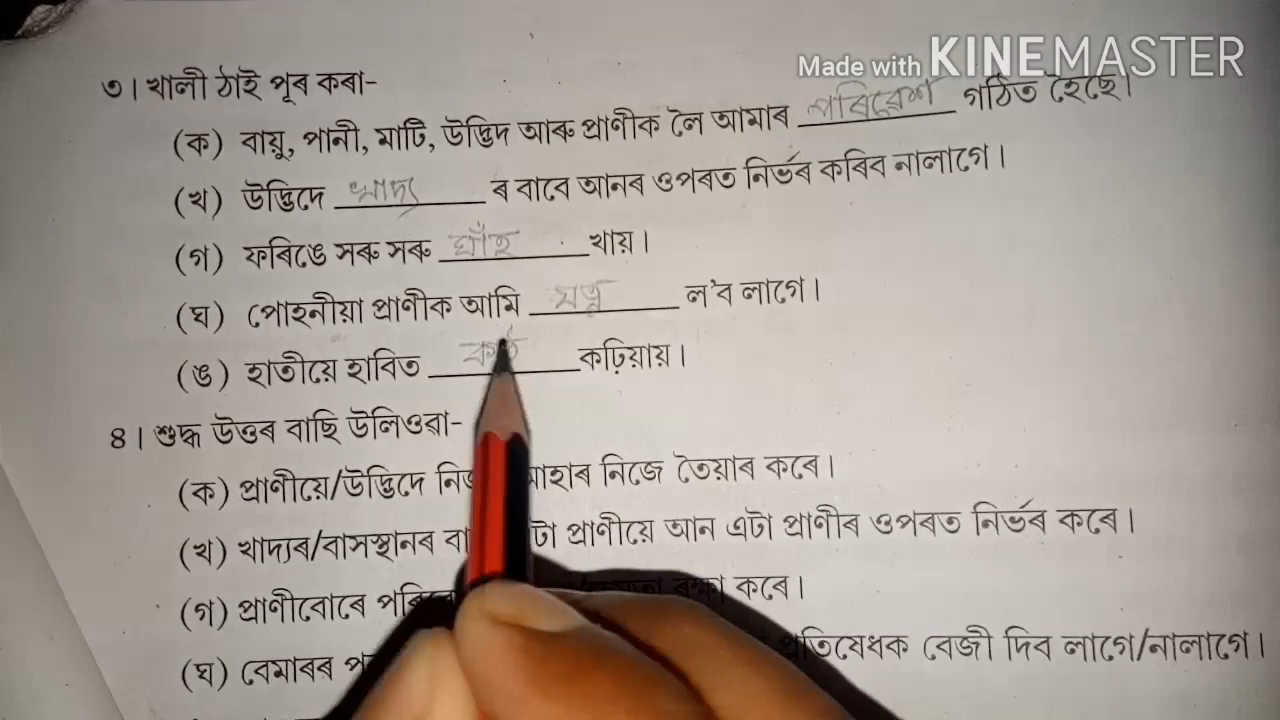 Made with KINEMASTER
৩। খালী ঠাই পূৰ কৰা-
(ক) বায়ু, পানী, মাটি, উদ্ভিদ আৰু প্ৰাণীক লৈ আমাৰ পৰিৱেশ গঠিত হৈছে।
(খ) উদ্ভিদে খাদ্য ৰ বাবে আনৰ ওপৰত নিৰ্ভৰ কৰিব নালাগে।
(গ) ফৰিঙে সৰু সৰু ঘাঁহ খায়।
(ঘ) পোহনীয়া প্ৰাণীক আমি যত্ন ল'ব লাগে।
(ঙ) হাতীয়ে হাবিত কঢ়িয়ায়।
৪। শুদ্ধ উত্তৰ বাছি উলিওৱা-
(ক) প্ৰাণীয়ে/উদ্ভিদে নিজে তৈয়াৰ কৰে।
(খ) খাদ্যৰ/বাসস্থানৰ প্ৰাণীয়ে আন এটা প্ৰাণীৰ ওপৰত নিৰ্ভৰ কৰে।
(গ) প্ৰাণীবোৰে কৰে।
(ঘ) বেমাৰৰ প্ৰতিষেধক বেজী দিব লাগে/নালাগে।